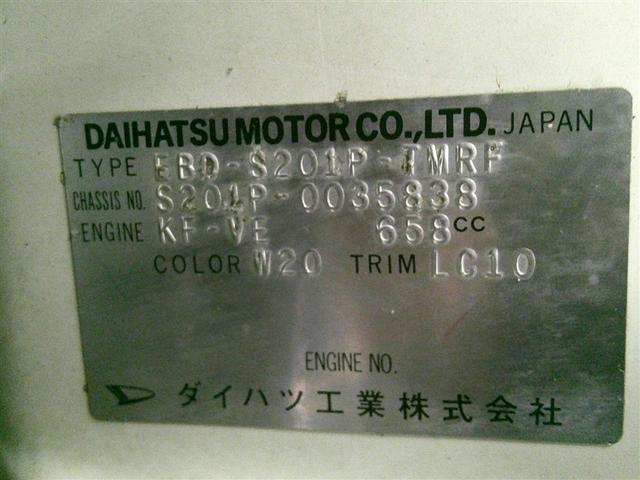 DAIHATSU MOTOR CO.,LTD. JAPAN
TYPE EBD-S201P-TMRF
CHASSIS NO. S201P-0035838
ENGINE KF-VE 658CC
COLOR W20 TRIM LC10
ENGINE NO.
ダイハツ工業株式会社